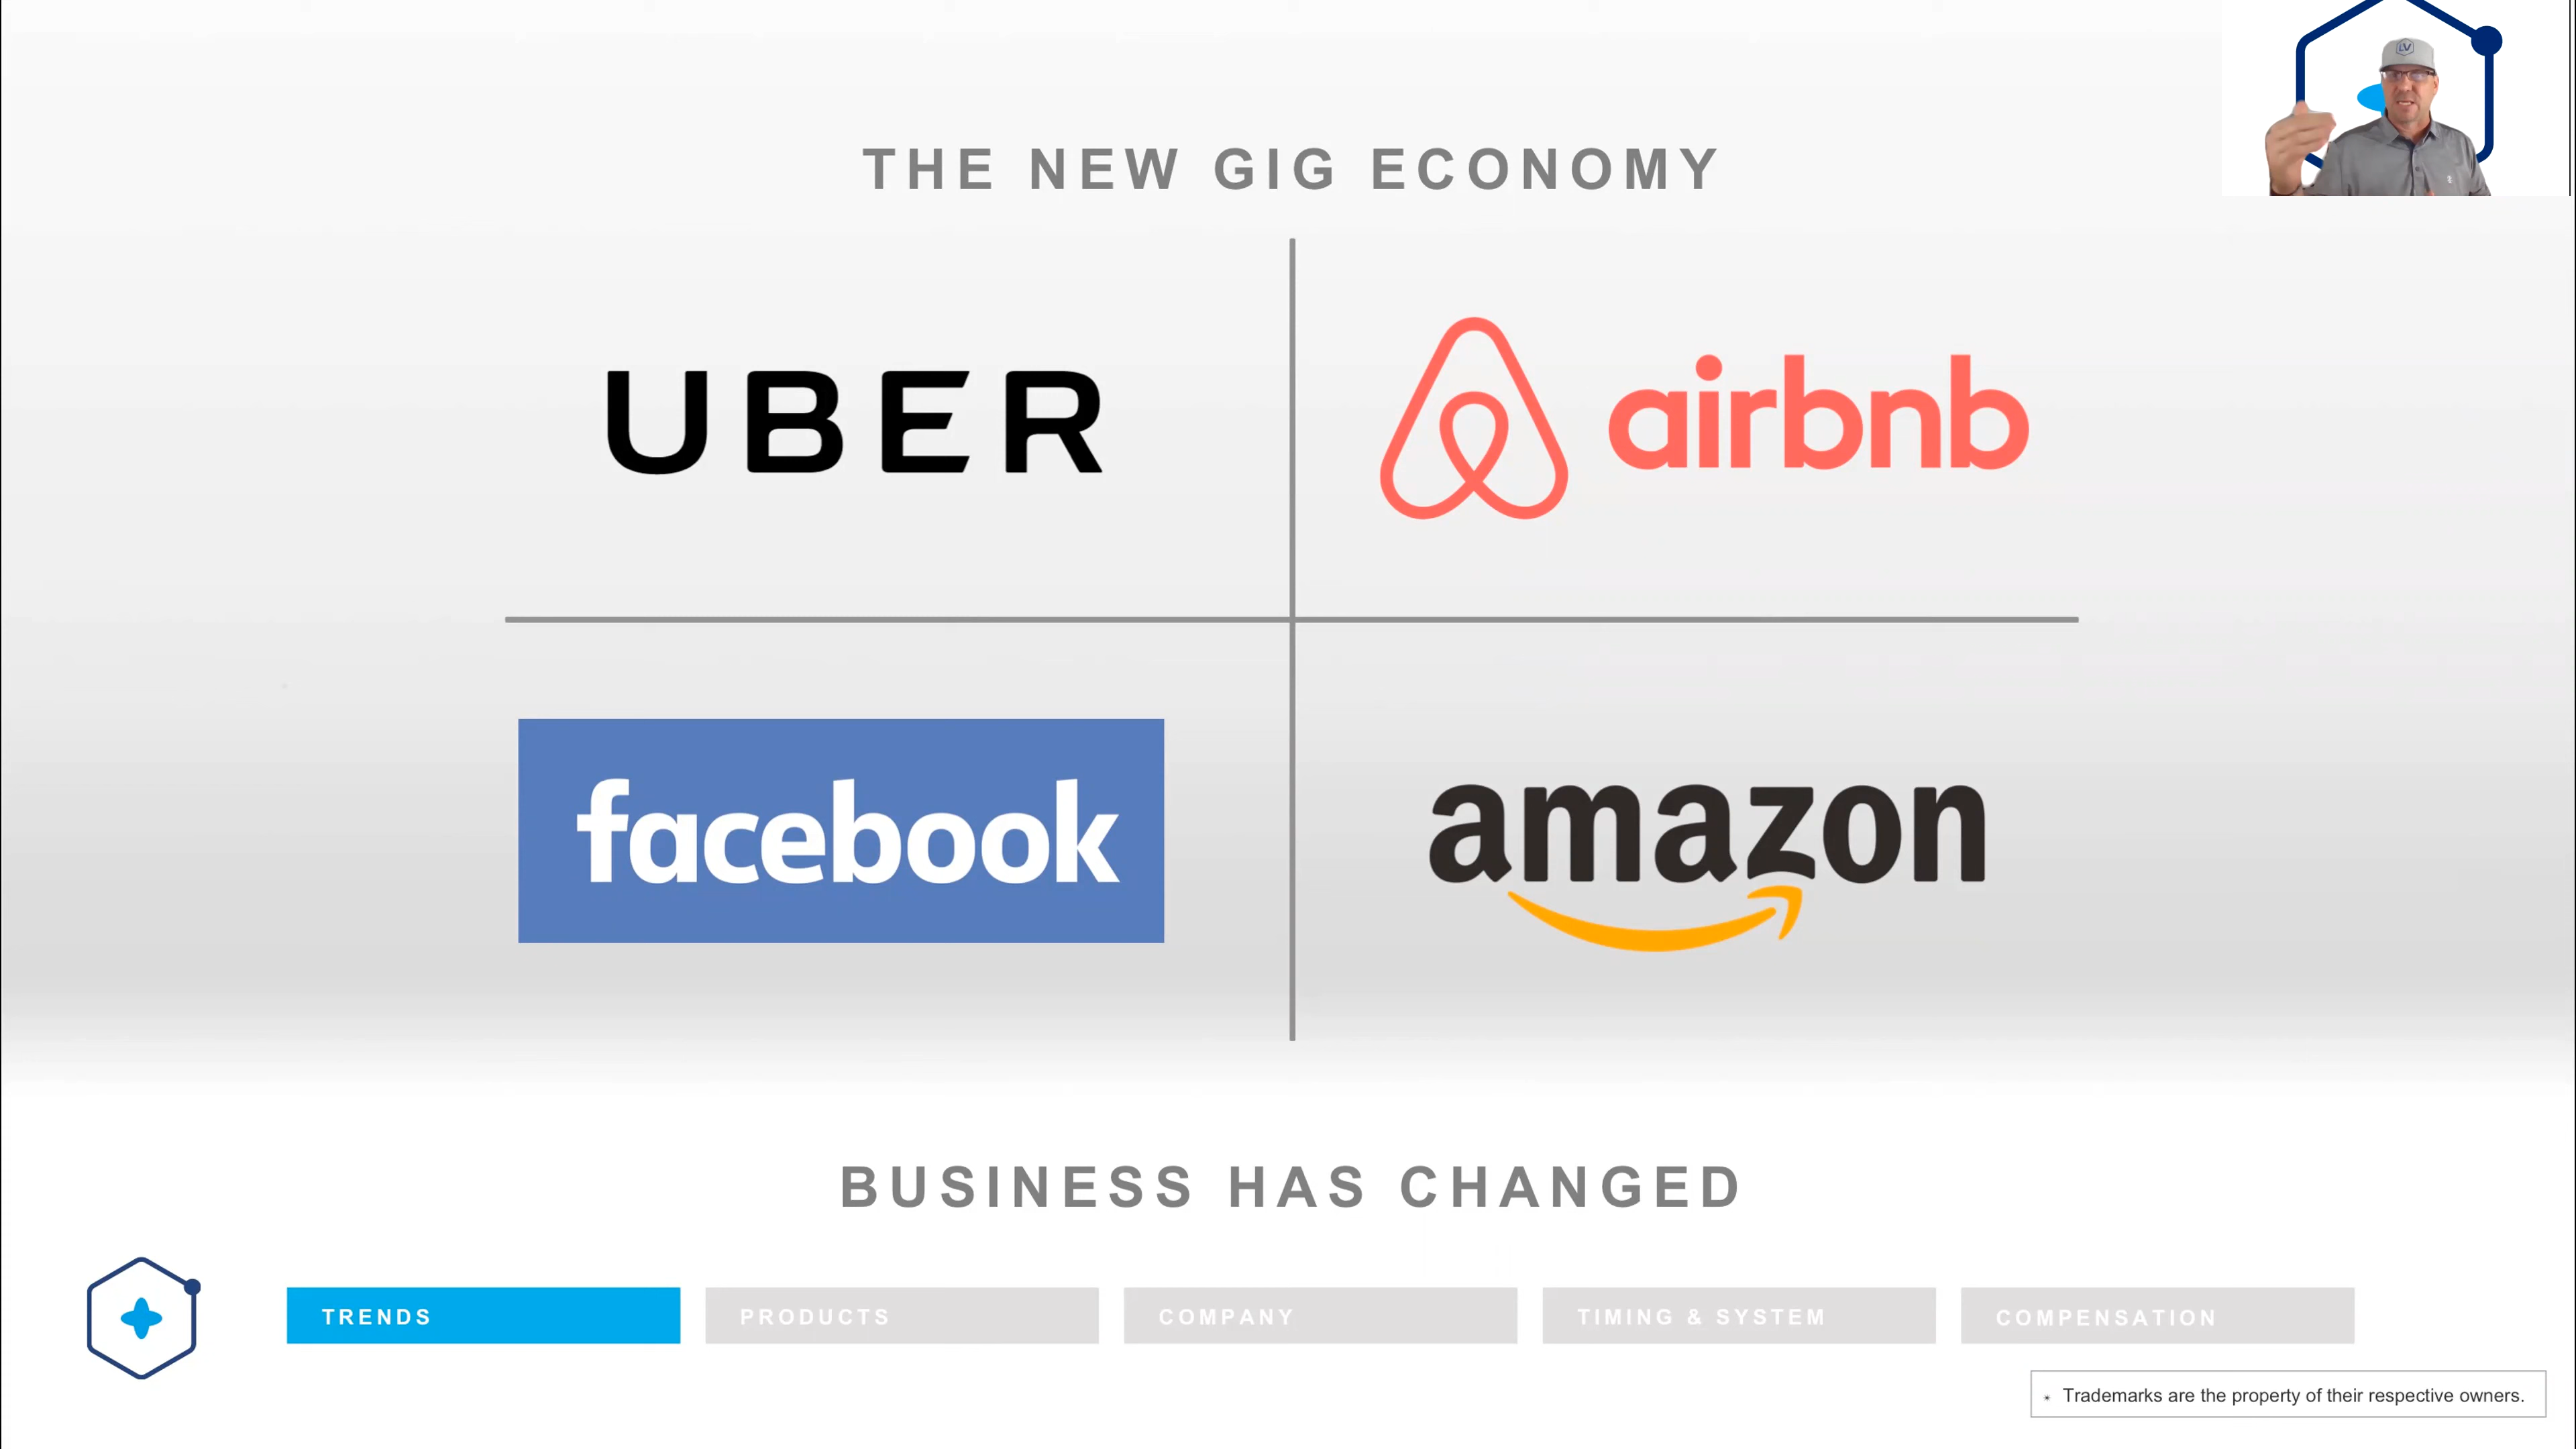 THE NEW GIG ECONOMY
UBER
airbnb
facebook
amazon
BUSINESS HAS CHANGED
TRENDS
PRODUCTS
COMPANY
TIMING & SYSTEM
COMPENSATION
* Trademarks are the property of their respective owners.